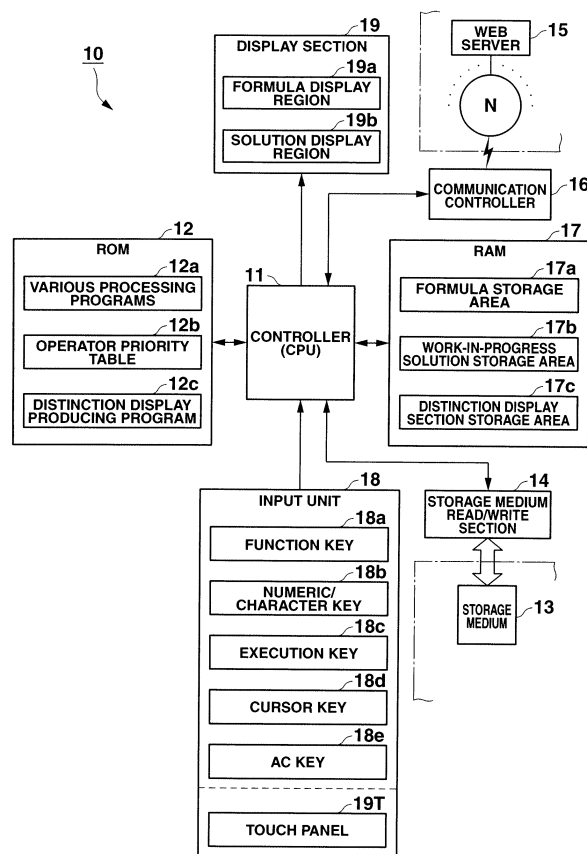 10
19
DISPLAY SECTION
19a
FORMULA DISPLAY
REGION
19b
SOLUTION DISPLAY
REGION
WEB
SERVER
15
N
COMMUNICATION
CONTROLLER
16
12
ROM
12a
VARIOUS PROCESSING
PROGRAMS
12b
OPERATOR PRIORITY
TABLE
12c
DISTINCTION DISPLAY
PRODUCING PROGRAM
11
CONTROLLER
(CPU)
17
RAM
17a
FORMULA STORAGE
AREA
17b
WORK-IN-PROGRESS
SOLUTION STORAGE AREA
17c
DISTINCTION DISPLAY
SECTION STORAGE AREA
18
INPUT UNIT
18a
FUNCTION KEY
18b
NUMERIC/
CHARACTER KEY
18c
EXECUTION KEY
18d
CURSOR KEY
18e
AC KEY
19T
TOUCH PANEL
14
STORAGE MEDIUM
READ/WRITE
SECTION
STORAGE
MEDIUM
13